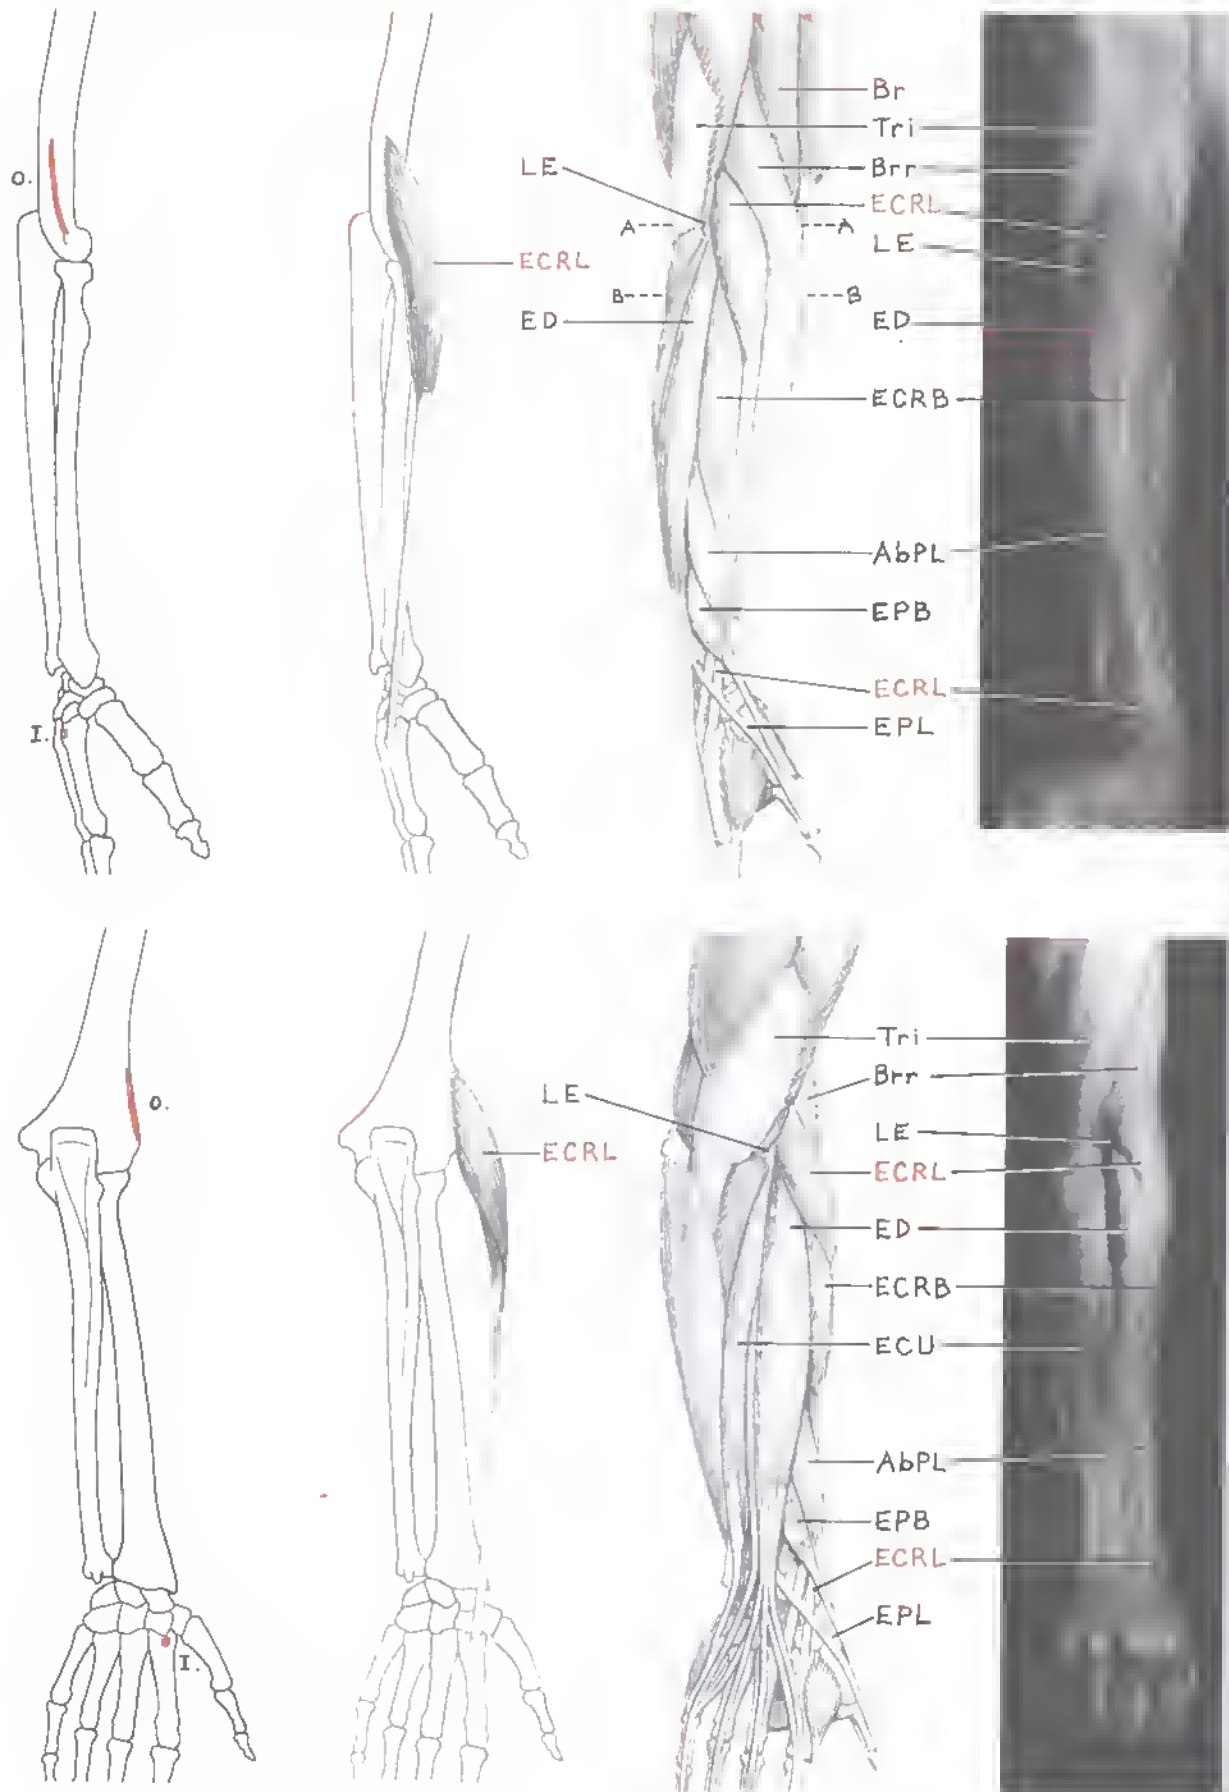 Br
Tri
LE
Brr
O.
ECRL
A
A
LE
ECRL
B
B
ED
ED
ECRB
AbPL
EPB
ECRL
I.
EPL
Tri
Brr
LE
O.
LE
ECRL
ECRL
ED
ECRB
ECU
AbPL
EPB
ECRL
EPL
I.